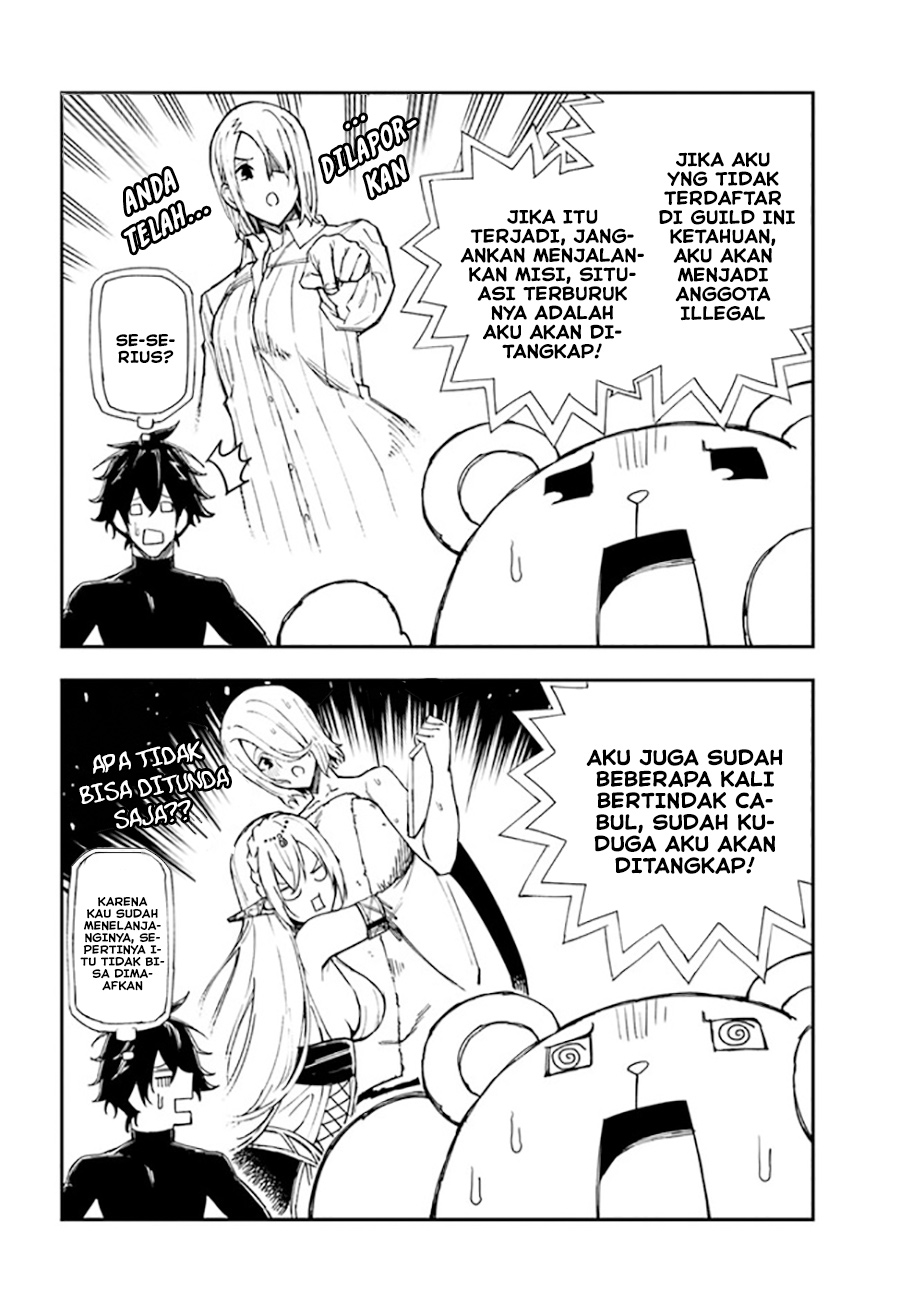 JIKA AKU
YNG TIDAK
TERDAFTAR
DI GUILD INI
KETAHUAN,
AKU AKAN
MENJADI
ANGGOTA
ILLEGAL
JIKA ITU
TERJADI, JANG-
ANKAN MENJALAN-
KAN MISI, SITU-
ASI TERBURUK
NYA ADALAH
AKU AKAN DI-
TANGKAP!
ANDA
TELAH...
...
DILAPOR-
KAN
SE-SE-
RIUS?
AKU JUGA SUDAH
BEBERAPA KALI
BERTINDAK CA-
BUL, SUDAH KU-
DUGA AKU AKAN
DITANGKAP!
APA TIDAK
BISA DITUNDA
SAJA??
KARENA
KAU SUDAH
MENELANJA-
NGINYA, SE-
PERTINYA I-
TU TIDAK BI-
SA DIMA-
AFKAN